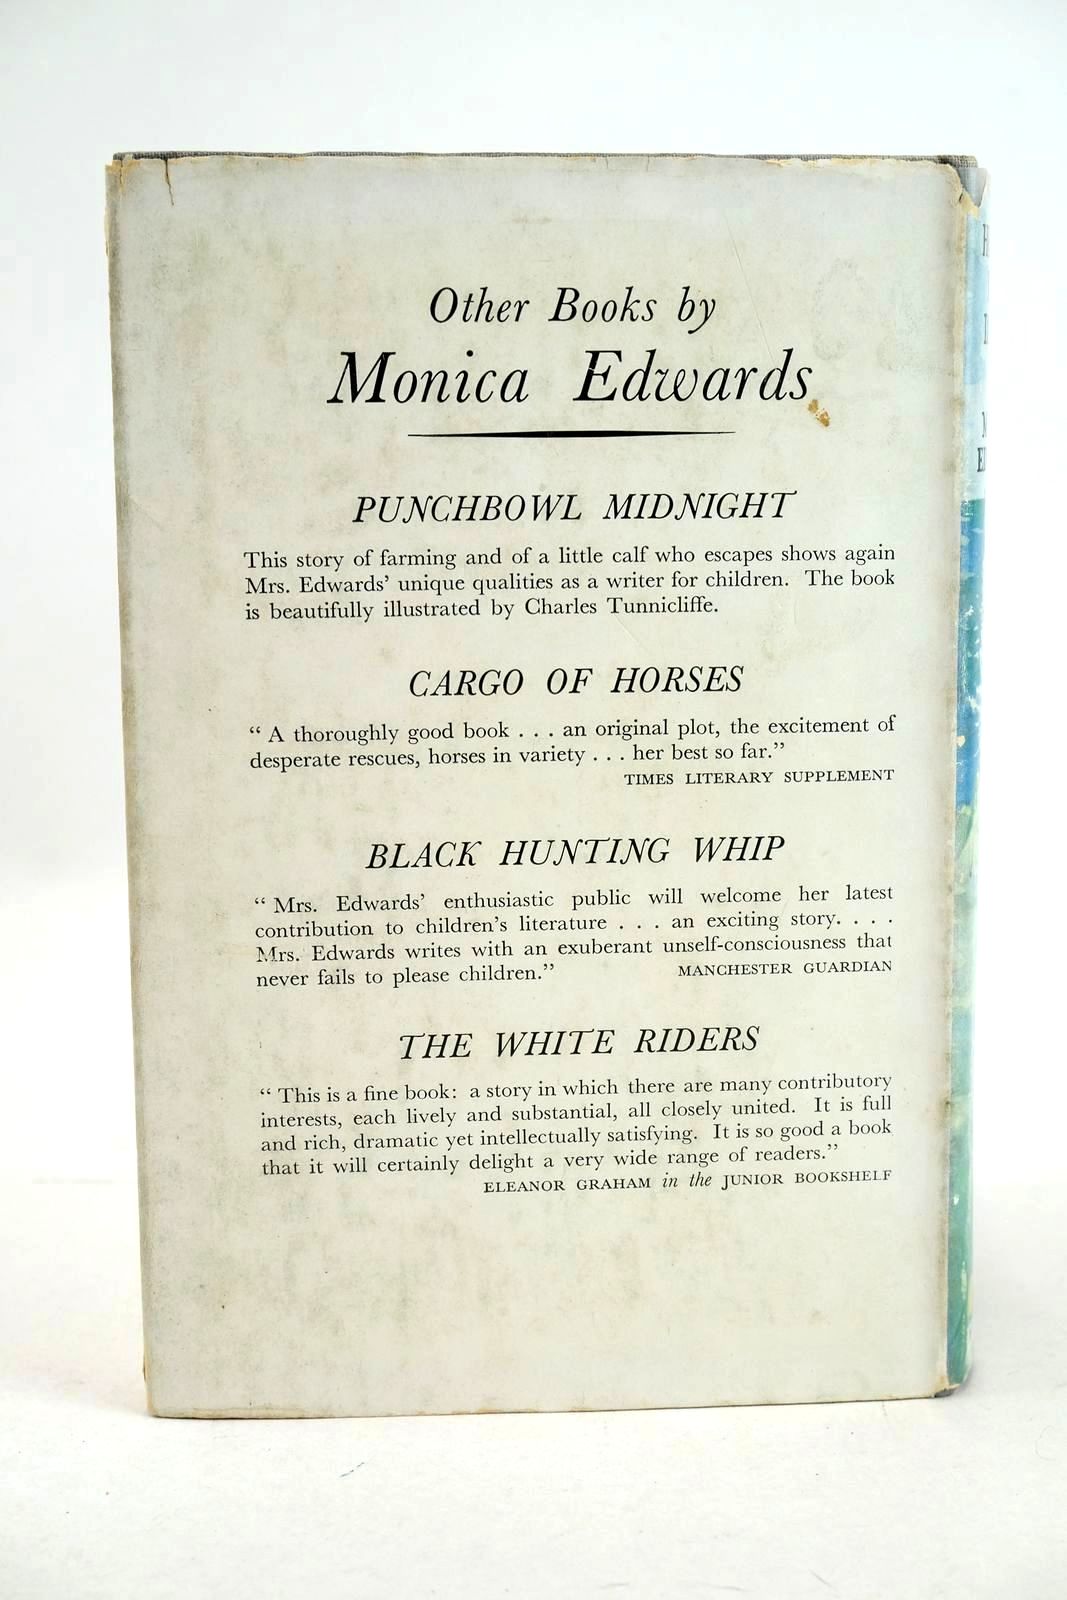 Other Books by
Monica Edwards
PUNCHBOWL MIDNIGHT
This story of farming and of a little calf who escapes shows again
Mrs. Edwards' unique qualities as a writer for children. The book
is beautifully illustrated by Charles Tunnicliffe.
CARGO OF HORSES
“ A thoroughly good book . . . an original plot, the excitement of
desperate rescues, horses in variety . . . her best so far.”
TIMES LITERARY SUPPLEMENT
BLACK HUNTING WHIP
“ Mrs. Edwards' enthusiastic public will welcome her latest
contribution to children's literature . . . an exciting story. . . .
Mrs. Edwards writes with an exuberant unself-consciousness that
never fails to please children.” MANCHESTER GUARDIAN
THE WHITE RIDERS
“ This is a fine book: a story in which there are many contributory
interests, each lively and substantial, all closely united. It is full
and rich, dramatic yet intellectually satisfying. It is so good a book
that it will certainly delight a very wide range of readers.”
ELEANOR GRAHAM in the JUNIOR BOOKSHELF